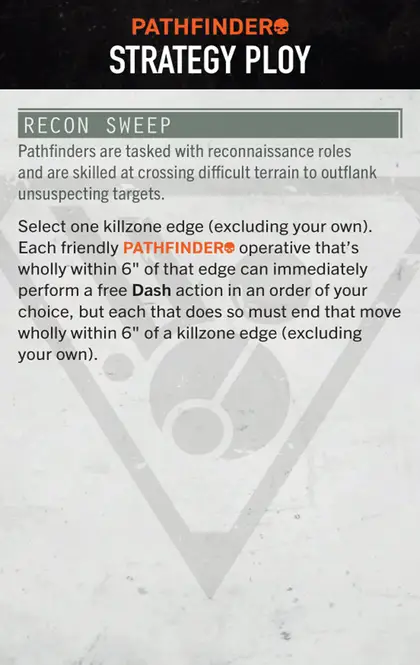 PATHFINDER
STRATEGY PLOY
RECON SWEEP
Pathfinders are tasked with reconnaissance roles
and are skilled at crossing difficult terrain to outflank
unsuspecting targets.
Select one killzone edge (excluding your own).
Each friendly PATHFINDER operative that's
wholly within 6" of that edge can immediately
perform a free Dash action in an order of your
choice, but each that does so must end that move
wholly within 6" of a killzone edge (excluding
your own).